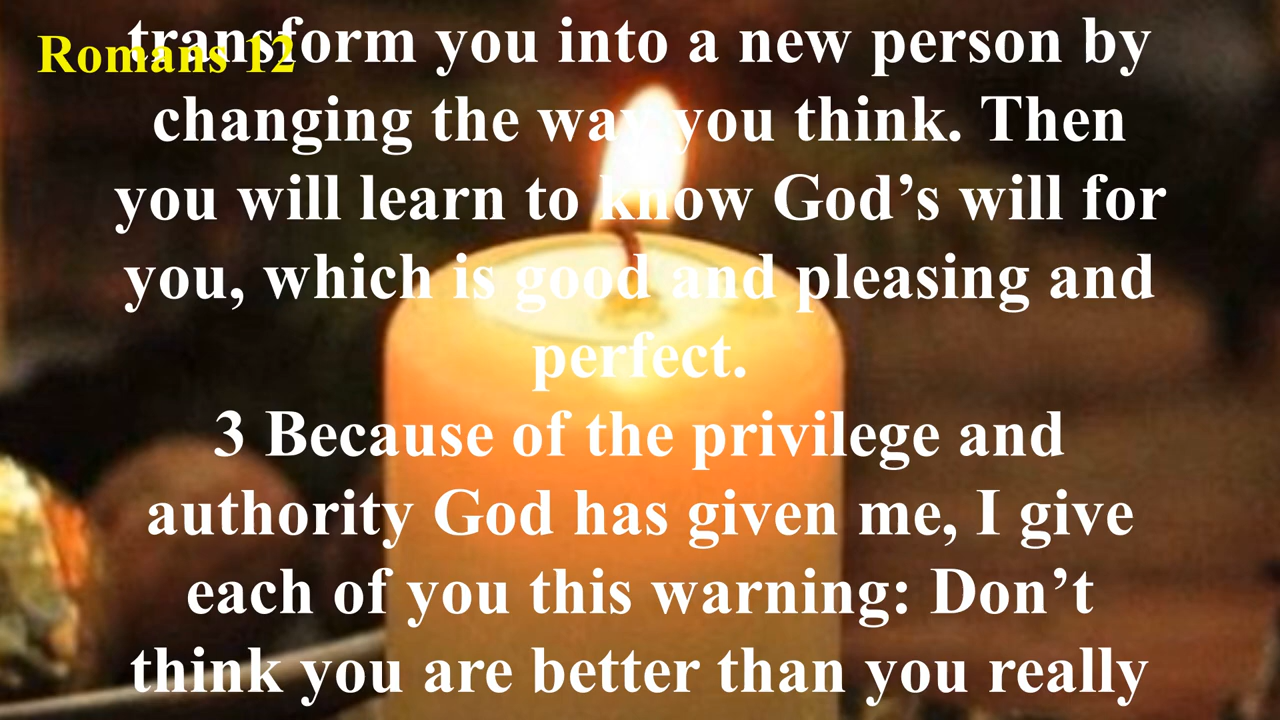 Romans 12
transform you into a new person by
changing the way you think. Then
you will learn to know God’s will for
you, which is good and pleasing and
perfect.
3 Because of the privilege and
authority God has given me, I give
each of you this warning: Don’t
think you are better than you really